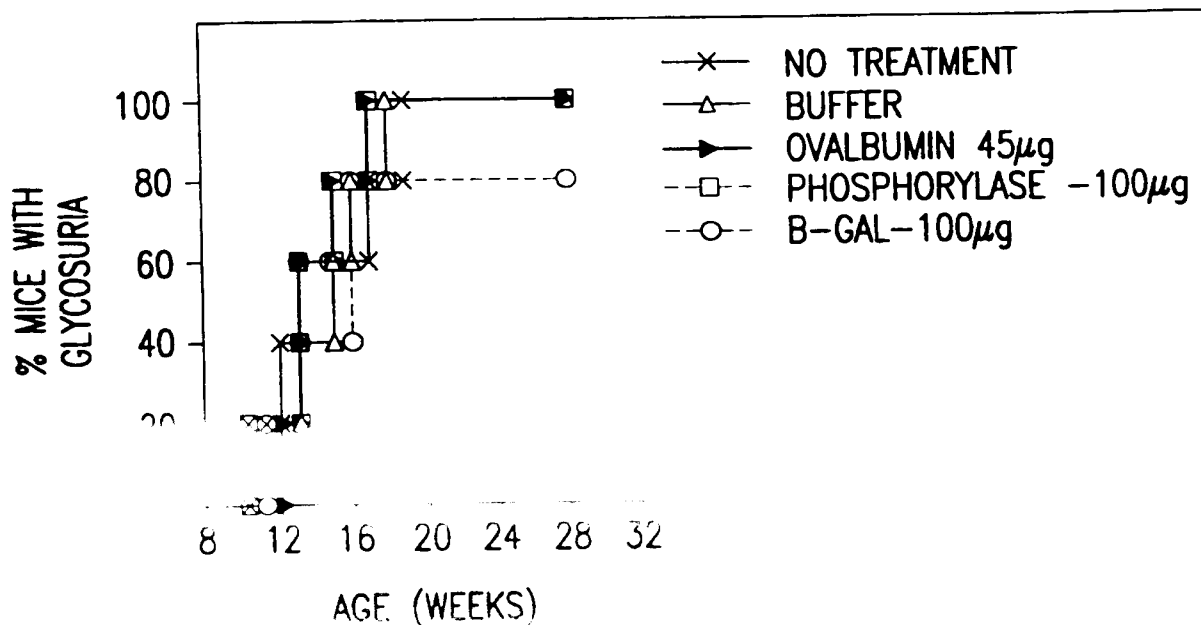 NO TREATMENT
BUFFER
OVALBUMIN 45µg
PHOSPHORYLASE -100µg
B-GAL-100µg
% MICE WITH
GLYCOSURIA
100
80
60
40
20
8 12 16 20 24 28 32
AGE (WEEKS)